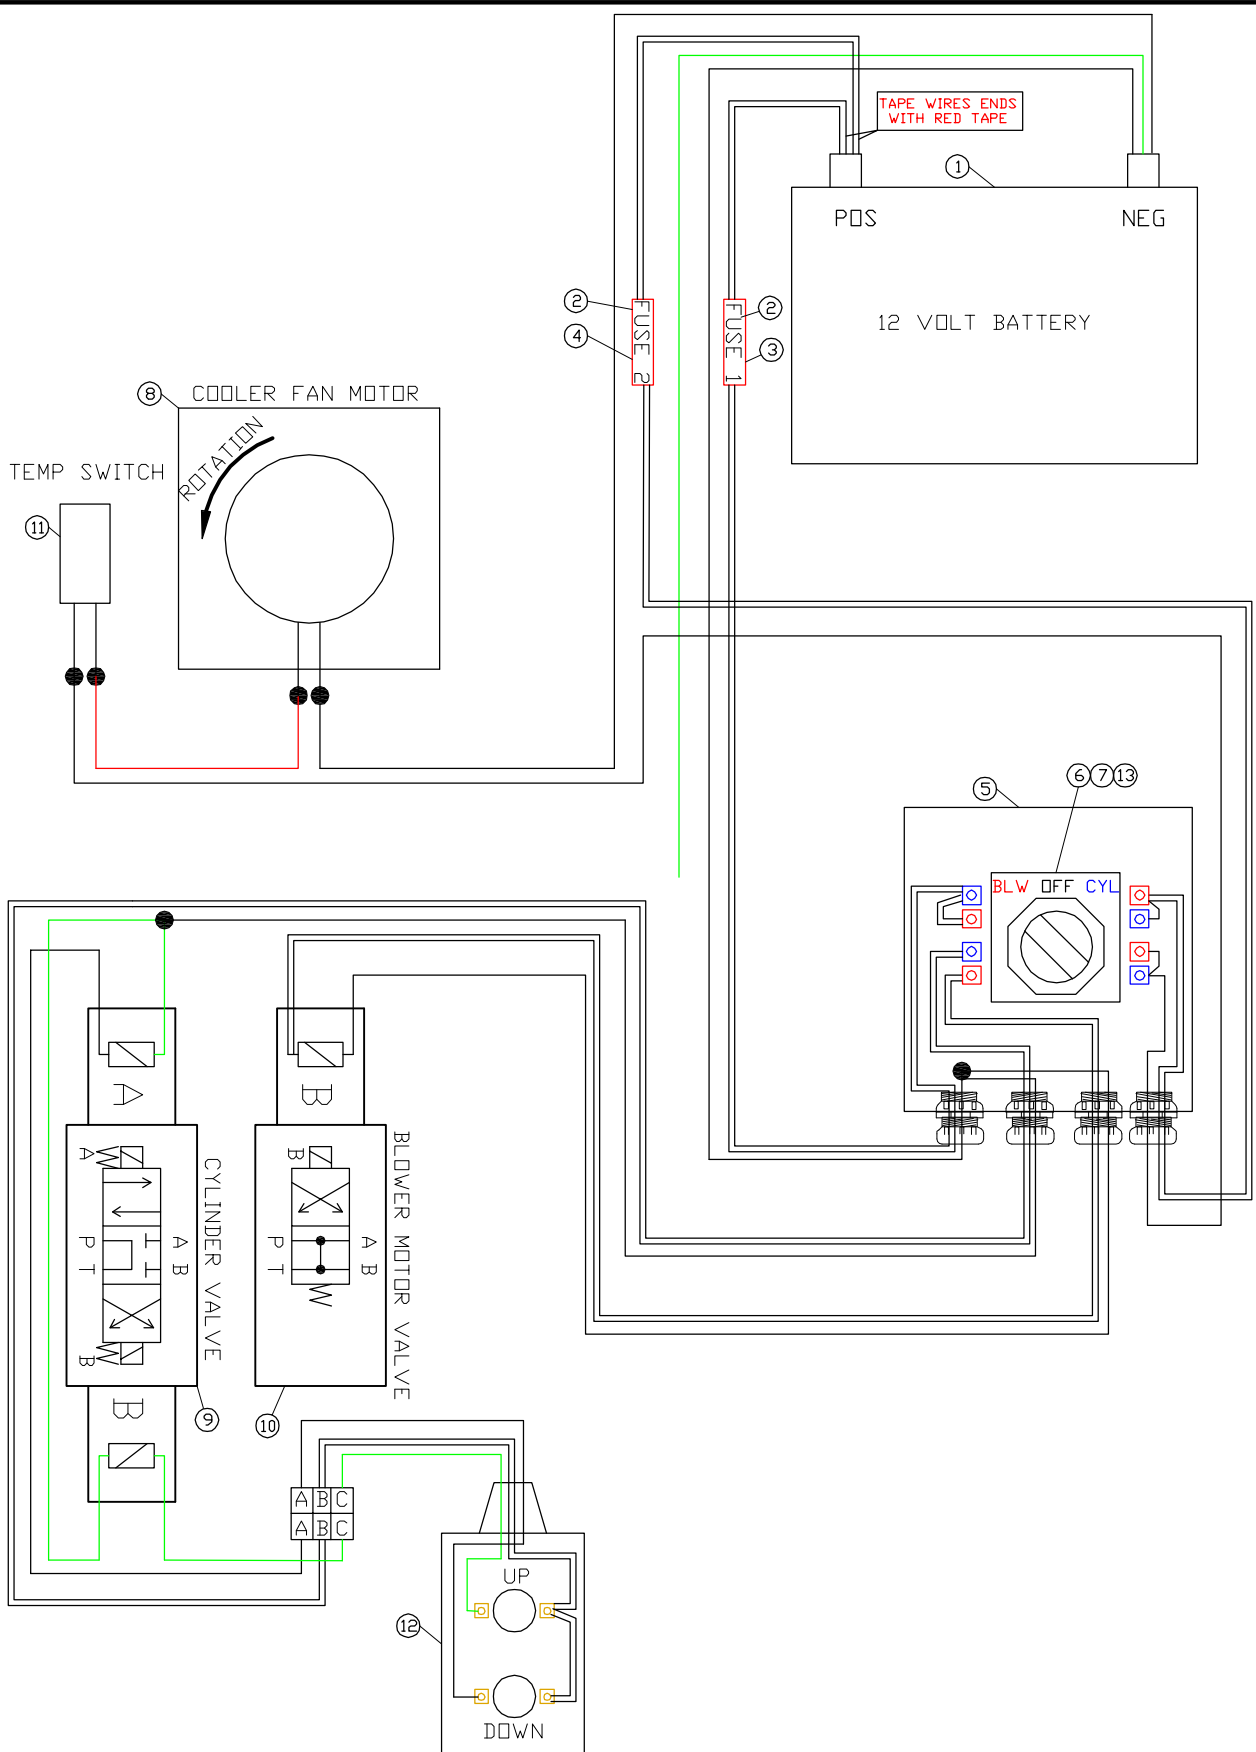 TAPE WIRES ENDS
WITH RED TAPE
1
POS
NEG
12 VOLT BATTERY
2
4
FUSE 2
FUSE 1
2
3
8
COOLER FAN MOTOR
ROTATION
TEMP SWITCH
11
5
6 7 13
BLW OFF CYL
A
B
A
B
A B
P T
B
CYLINDER VALVE
A B
P T
BLOWER MOTOR VALVE
B
9
10
A B C
A B C
UP
12
DOWN